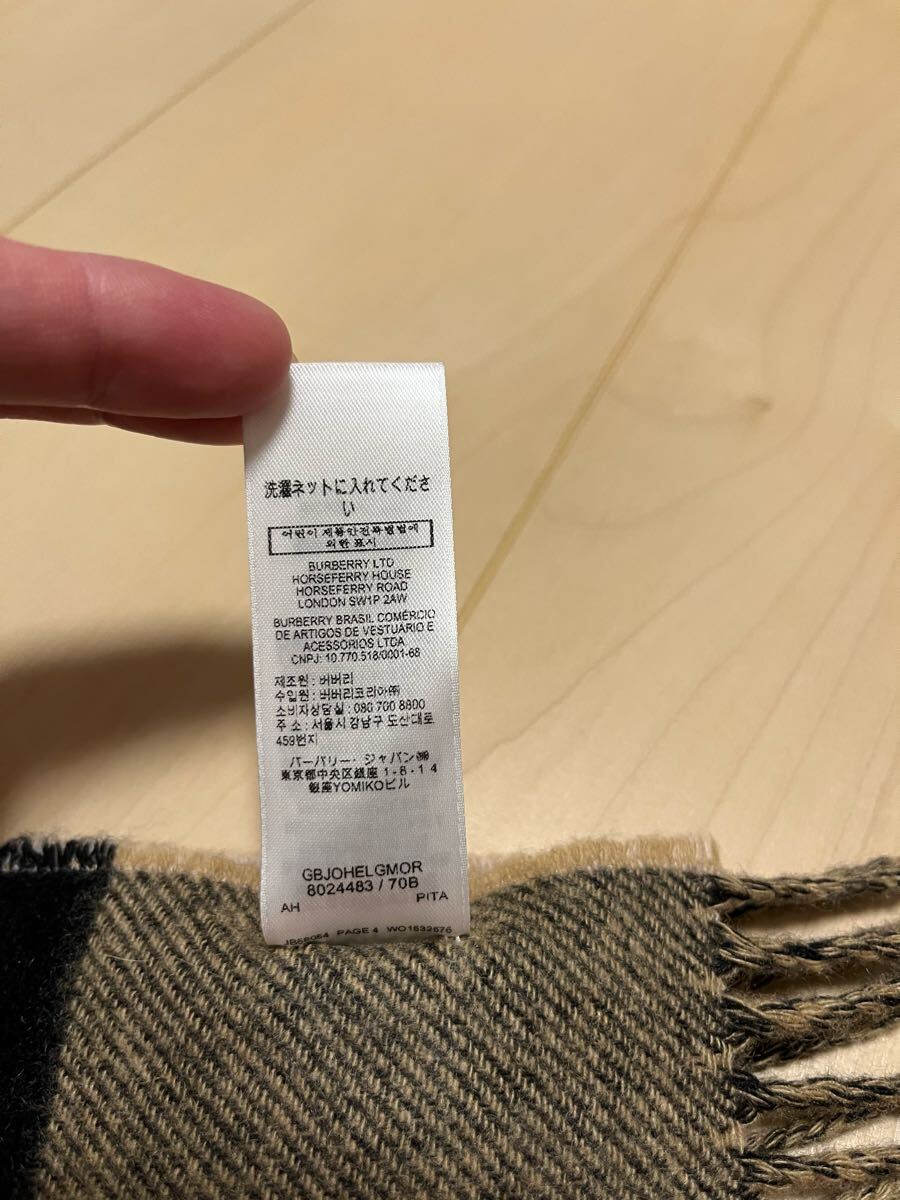 洗濯ネットに入れてくださ
い
어린이제품안전특별법에
의한 표시
BURBERRY LTD
HORSEFERRY HOUSE
HORSEFERRY ROAD
LONDON SW1P 2AW
BURBERRY BRASIL COMÉRCIO
DE ARTIGOS DE VESTUÁRIO E
ACESSORIOS LTDA
CNPJ: 10.770.518/0001-68
제조원 : 버버리
수입원 : 버버리코리아㈜
소비자상담실 : 080 700 8800
주 소 : 서울시 강남구 도산대로
459번지
バーバリー・ジャパン㈱
東京都中央区銀座1-8-14
銀座YOMIKOビル
GBJOHELGMOR
8024483 / 70B
AH PITA
PAGE 4 WO1632676